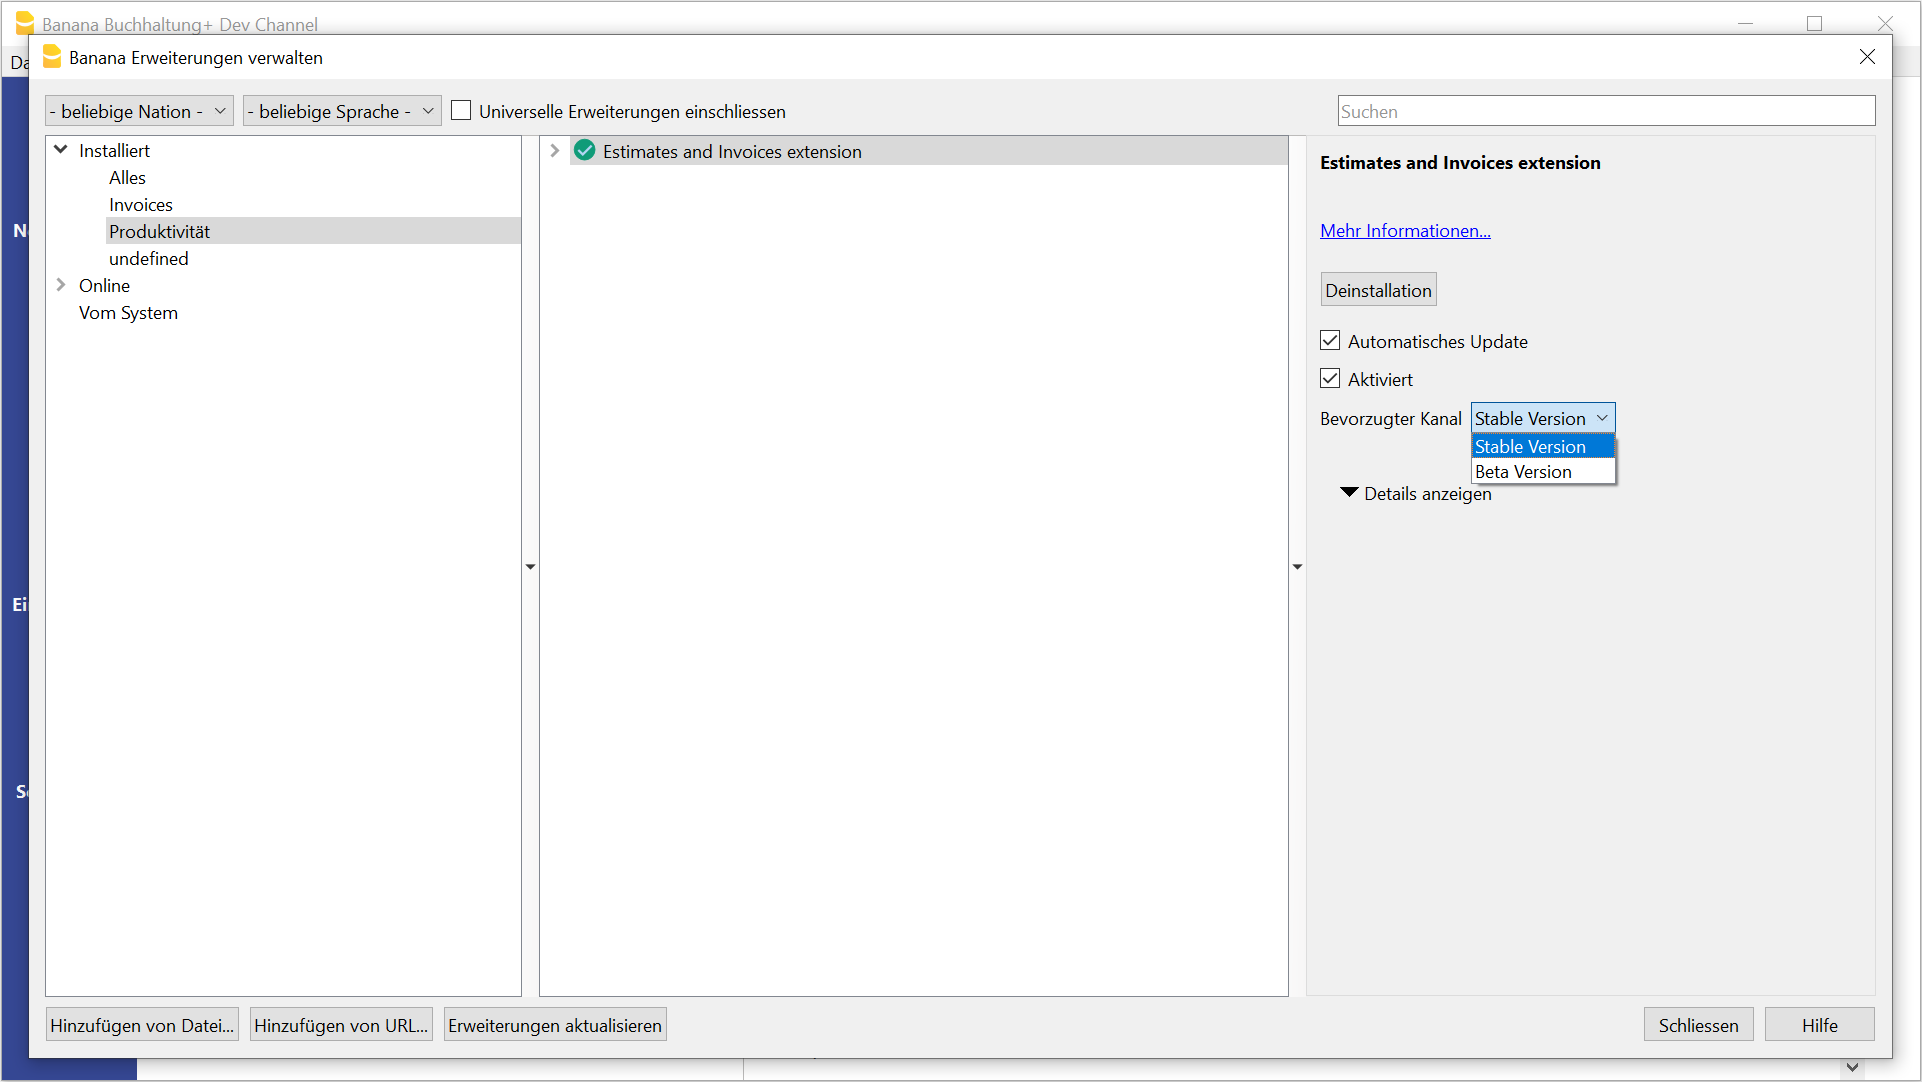 Banana Buchhaltung+ Dev Channel
Banana Erweiterungen verwalten
- beliebige Nation -
- beliebige Sprache -
Universelle Erweiterungen einschliessen
Suchen
Installiert
Alles
Invoices
Produktivität
undefined
Online
Vom System
Estimates and Invoices extension
Estimates and Invoices extension
Mehr Informationen...
Deinstallation
Automatisches Update
Aktiviert
Bevorzugter Kanal
Stable Version
Stable Version
Beta Version
Details anzeigen
Hinzufügen von Datei...
Hinzufügen von URL...
Erweiterungen aktualisieren
Schliessen
Hilfe